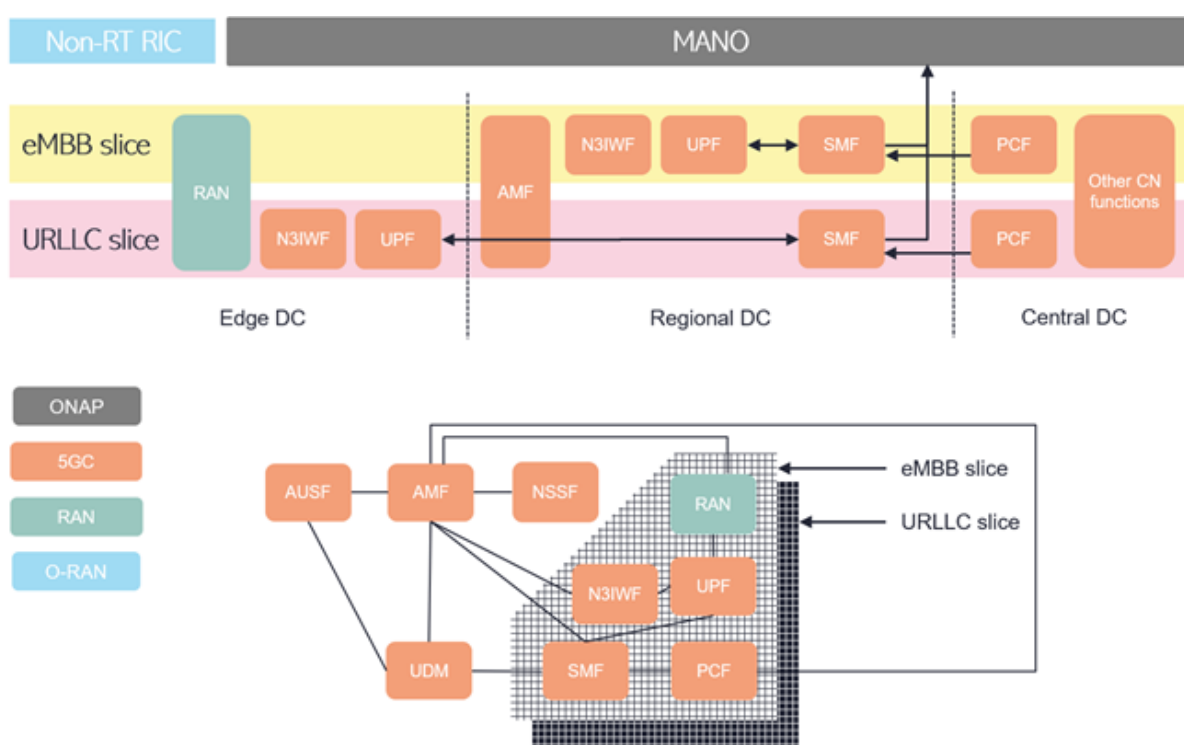 Non-RT RIC
MANO
eMBB slice
RAN
AMF
N3IWF
UPF
SMF
PCF
Other CN
functions
URLLC slice
N3IWF
UPF
SMF
PCF
Edge DC
Regional DC
Central DC
ONAP
5GC
RAN
O-RAN
AUSF
AMF
NSSF
RAN
eMBB slice
URLLC slice
N3IWF
UPF
UDM
SMF
PCF